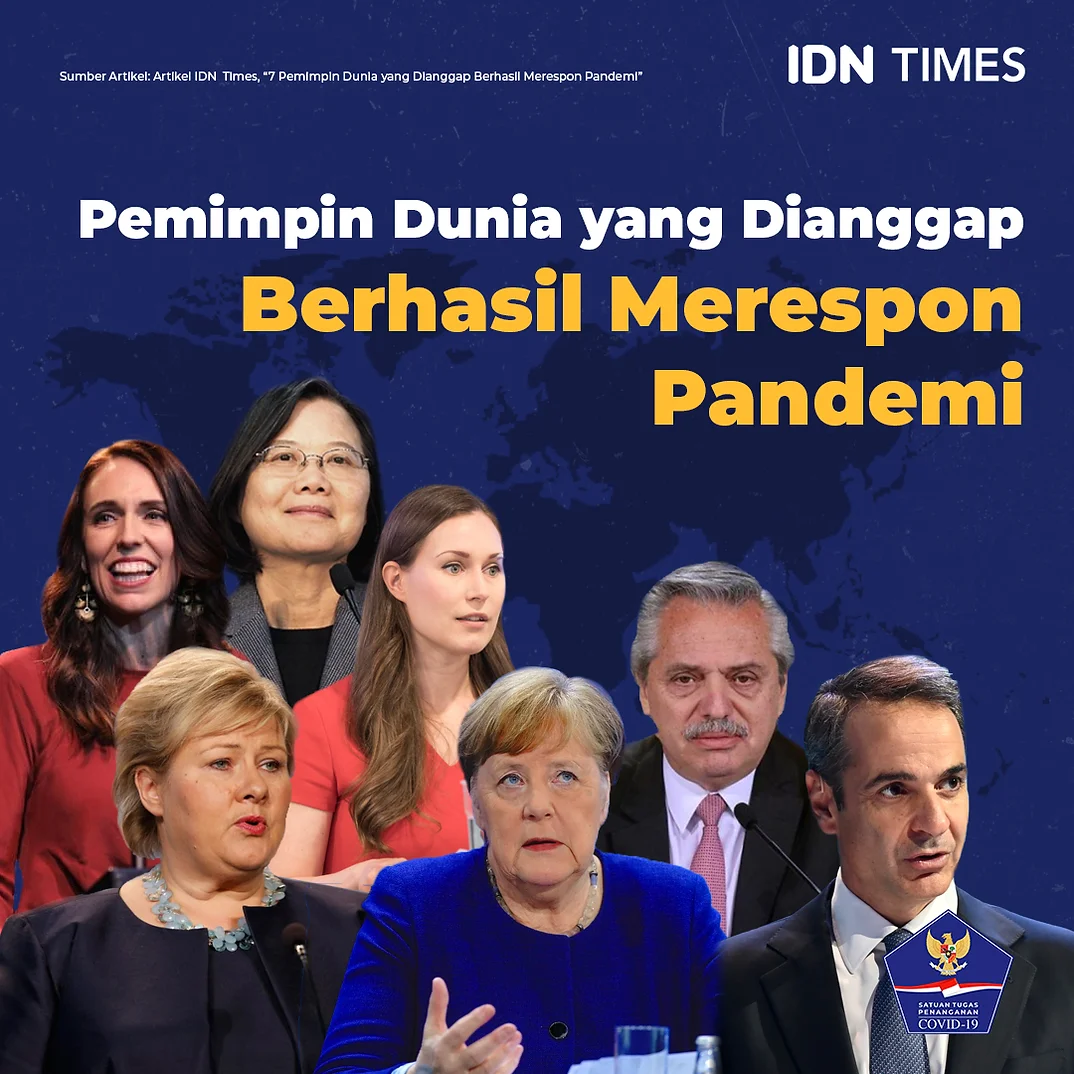 IDN TIMES
Sumber Artikel: Artikel IDN Times, "7 Pemimpin Dunia yang Dianggap Berhasil Merespon Pandemi"
Pemimpin Dunia yang Dianggap
Berhasil Merespon
Pandemi
SATUAN TUGAS
PENANGANAN
COVID-19